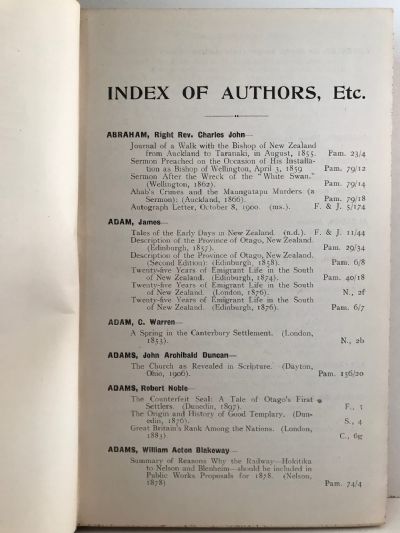 INDEX OF AUTHORS, Etc.
ABRAHAM, Right Rev. Charles John—
Journal of a Walk with the Bishop of New Zealand
from Auckland to Taranaki, in August, 1855. Pam. 23/4
Sermon Preached on the Occasion of His Installa-
tion as Bishop of Wellington, April 3, 1859 Pam. 79/12
Sermon After the Wreck of the "White Swan."
(Wellington, 1862). Pam. 79/14
Ahab's Crimes and the Maungatapu Murders (a
Sermon): (Auckland, 1866). Pam. 79/18
Autograph Letter, October 8, 1900. (ms.). F. & J. 5/174
ADAM, James—
Tales of the Early Days in New Zealand. (n.d.). F. & J. 11/44
Description of the Province of Otago, New Zealand.
(Edinburgh, 1857). Pam. 29/34
Description of the Province of Otago, New Zealand.
(Second Edition): (Edinburgh, 1858). Pam. 6/8
Twenty-five Years of Emigrant Life in the South
of New Zealand. (Edinburgh, 1874). Pam. 40/18
Twenty-five Years of Emigrant Life in the South
of New Zealand. (London, 1876). N., 2f
Twenty-five Years of Emigrant Life in the South
of New Zealand. (Edinburgh, 1876). Pam. 6/7
ADAM, C. Warren—
A Spring in the Canterbury Settlement. (London,
1853). N., 2b
ADAMS, John Archibald Duncan—
The Church as Revealed in Scripture. (Dayton,
Ohio, 1906). Pam. 156/20
ADAMS, Robert Noble—
The Counterfeit Seal: A Tale of Otago's First
Settlers. (Dunedin, 1897). F., 1
The Origin and History of Good Templary. (Dun-
edin, 1876). S., 4
Great Britain's Rank Among the Nations. (London,
1883) C., 6g
ADAMS, William Acton Blakeway—
Summary of Reasons Why the Railway—Hokitika
to Nelson and Blenheim—should be included in
Public Works Proposals for 1878. (Nelson,
1878) Pam. 74/4